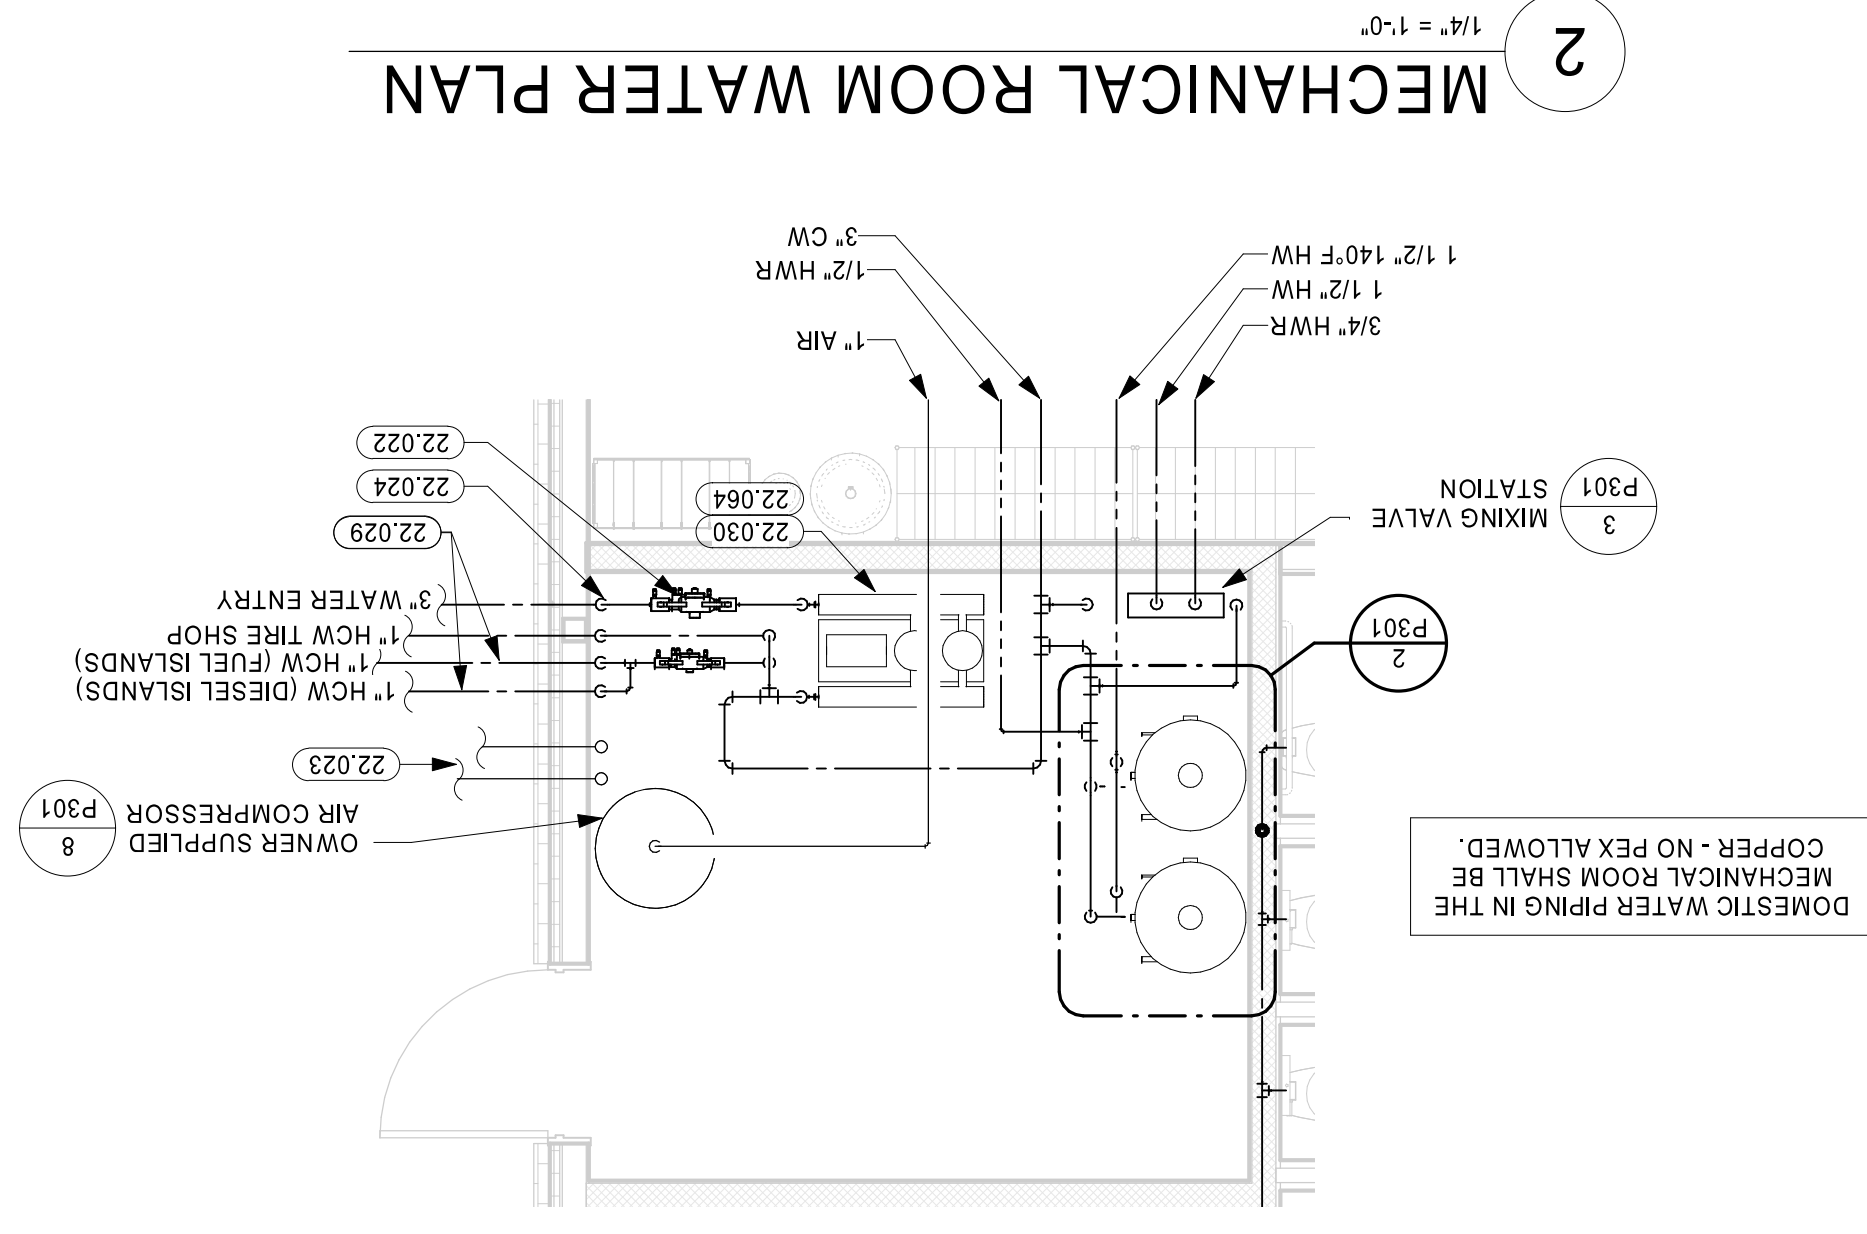 DOMESTIC WATER PIPING IN THE
MECHANICAL ROOM SHALL BE
COPPER - NO PEX ALLOWED.
OWNER SUPPLIED
AIR COMPRESSOR
8
P301
22.023
1" HCW (DIESEL ISLANDS)
1" HCW (FUEL ISLANDS)
1" HCW TIRE SHOP
3" WATER ENTRY
22.029
22.024
22.022
2
P301
3
P301
MIXING VALVE
STATION
22.030
22.064
3/4" HWR
1 1/2" HW
1 1/2" 140°F HW
1" AIR
1/2" HWR
3" CW
2
MECHANICAL ROOM WATER PLAN
1/4" = 1'-0"